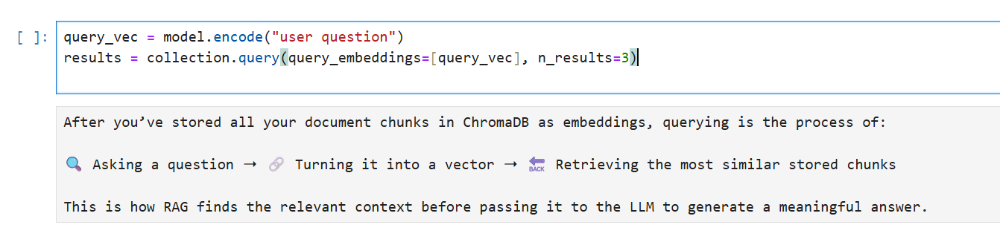 [ ]: query_vec = model.encode("user question")
results = collection.query(query_embeddings=[query_vec], n_results=3)
After you’ve stored all your document chunks in ChromaDB as embeddings, querying is the process of:
🔍 Asking a question → 🔗 Turning it into a vector → 🔙 Retrieving the most similar stored chunks
This is how RAG finds the relevant context before passing it to the LLM to generate a meaningful answer.